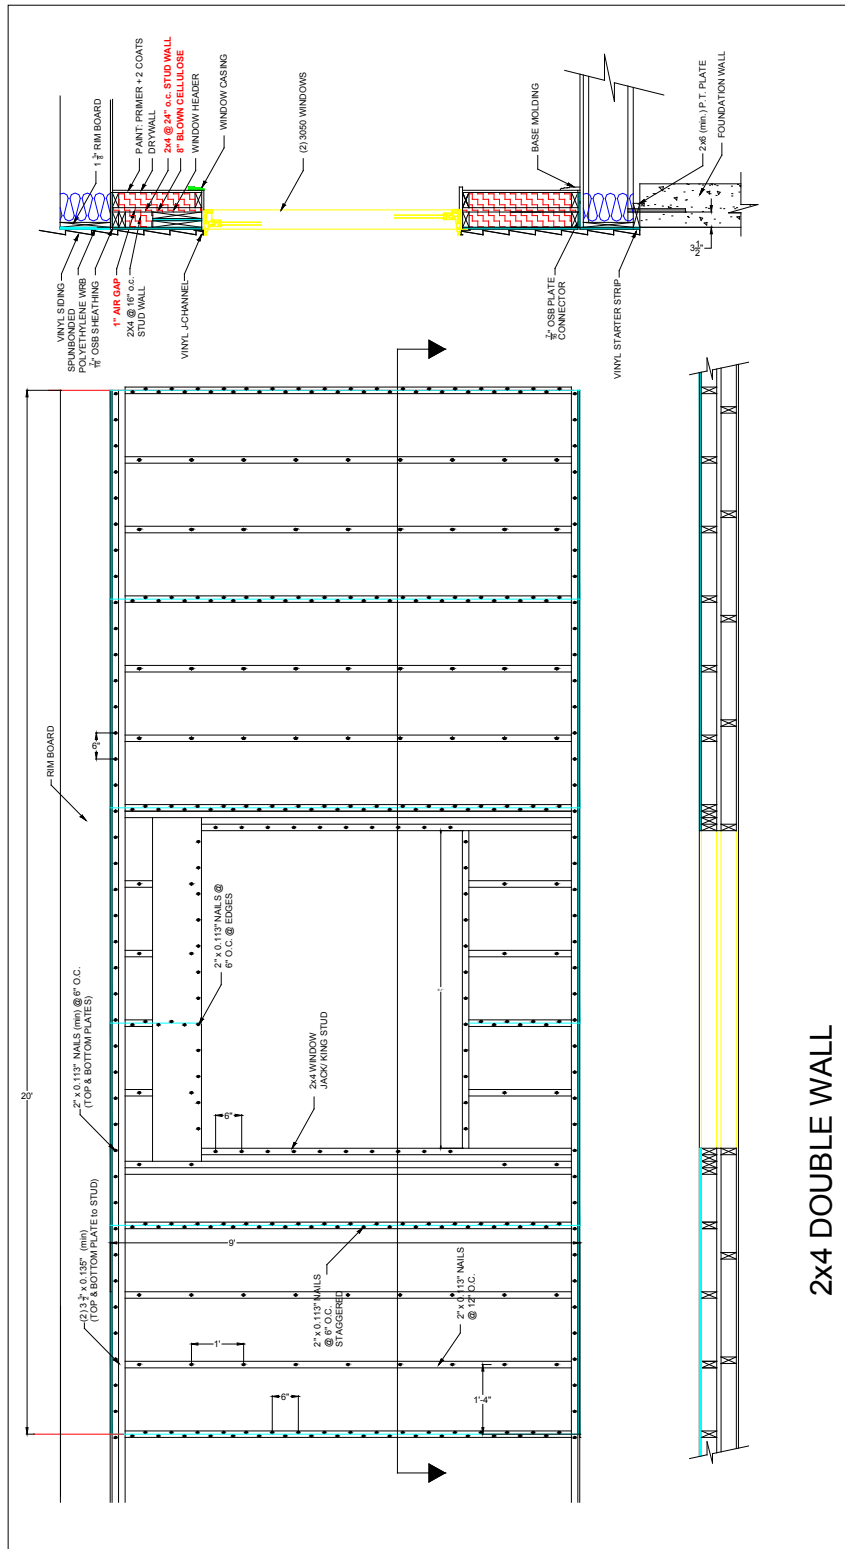 VINYL SIDING
SPUNBONDED
POLYETHYLENE WRB
7/16" OSB SHEATHING
1 1/8" RIM BOARD
1" AIR GAP
2X4 @ 16" o.c.
STUD WALL
PAINT: PRIMER + 2 COATS
DRYWALL
2x4 @ 24" o.c. STUD WALL
8" BLOWN CELLULOSE
WINDOW HEADER
VINYL J-CHANNEL
WINDOW CASING
(2) 3050 WINDOWS
BASE MOLDING
7/16" OSB PLATE
CONNECTOR
VINYL STARTER STRIP
2x6 (min.) P.T. PLATE
FOUNDATION WALL
3 1/2"
20'
RIM BOARD
6"
2" x 0.113" NAILS (min) @ 6" O.C.
(TOP & BOTTOM PLATES)
(2) 3 1/2" x 0.135" (min)
(TOP & BOTTOM PLATE to STUD)
2" x 0.113" NAILS @
6" O.C. @ EDGES
2x4 WINDOW
JACK/ KING STUD
6"
9'
2" x 0.113" NAILS
@ 6" O.C.
STAGGERED
2" x 0.113" NAILS
@ 12" O.C.
1'
6"
1'-4"
2x4 DOUBLE WALL